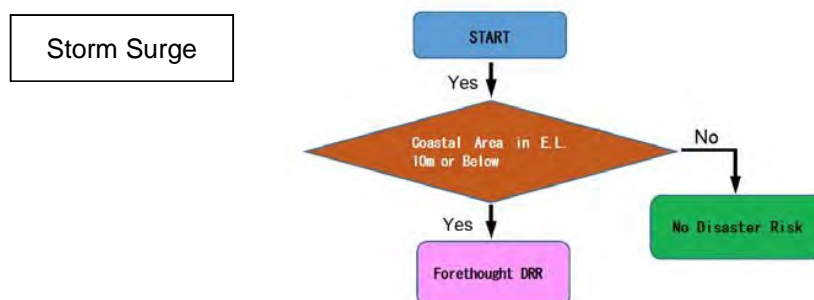 Storm Surge
START
Yes
Coastal Area in E.L.
10m or Below
No
Yes
No Disaster Risk
Forethought DRR